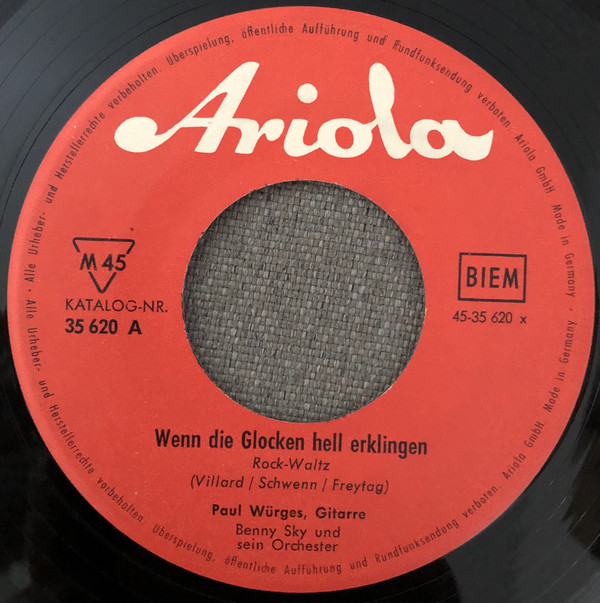 Alle Urheber- und Herstellerrechte vorbehalten. Überspielung, öffentliche Aufführung und Rundfunksendung verboten. Ariola GmbH. Made in Germany ·
Ariola
M 45
KATALOG-NR.
35 620 A
BIEM
45-35 620 x
Wenn die Glocken hell erklingen
Rock-Waltz
(Villard / Schwenn / Freytag)
Paul Würges, Gitarre
Benny Sky und
sein Orchester
Alle Urheber- und Herstellerrechte vorbehalten. Überspielung, öffentliche Aufführung und Rundfunksendung verboten. Ariola GmbH. Made in Germany ·